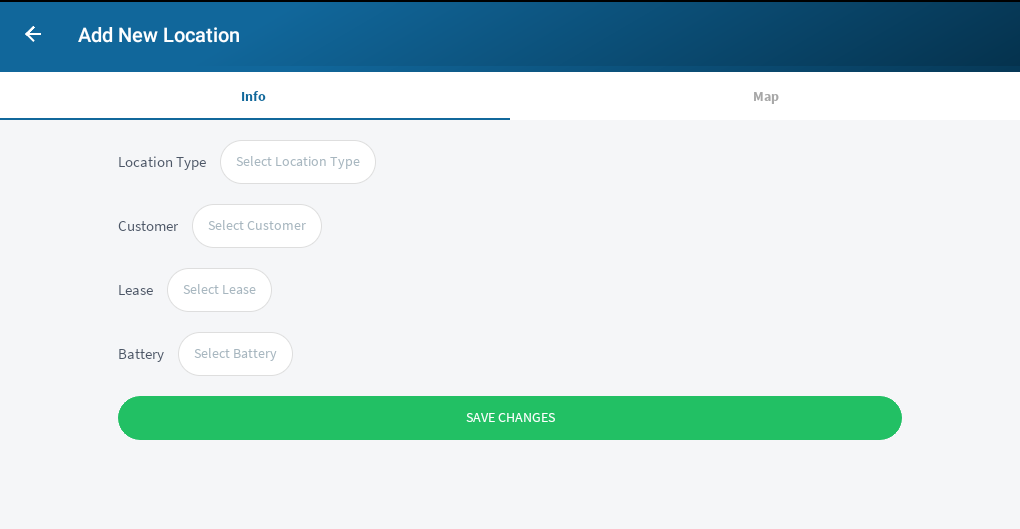 Add New Location
Info Map
Location Type Select Location Type
Customer Select Customer
Lease Select Lease
Battery Select Battery
SAVE CHANGES